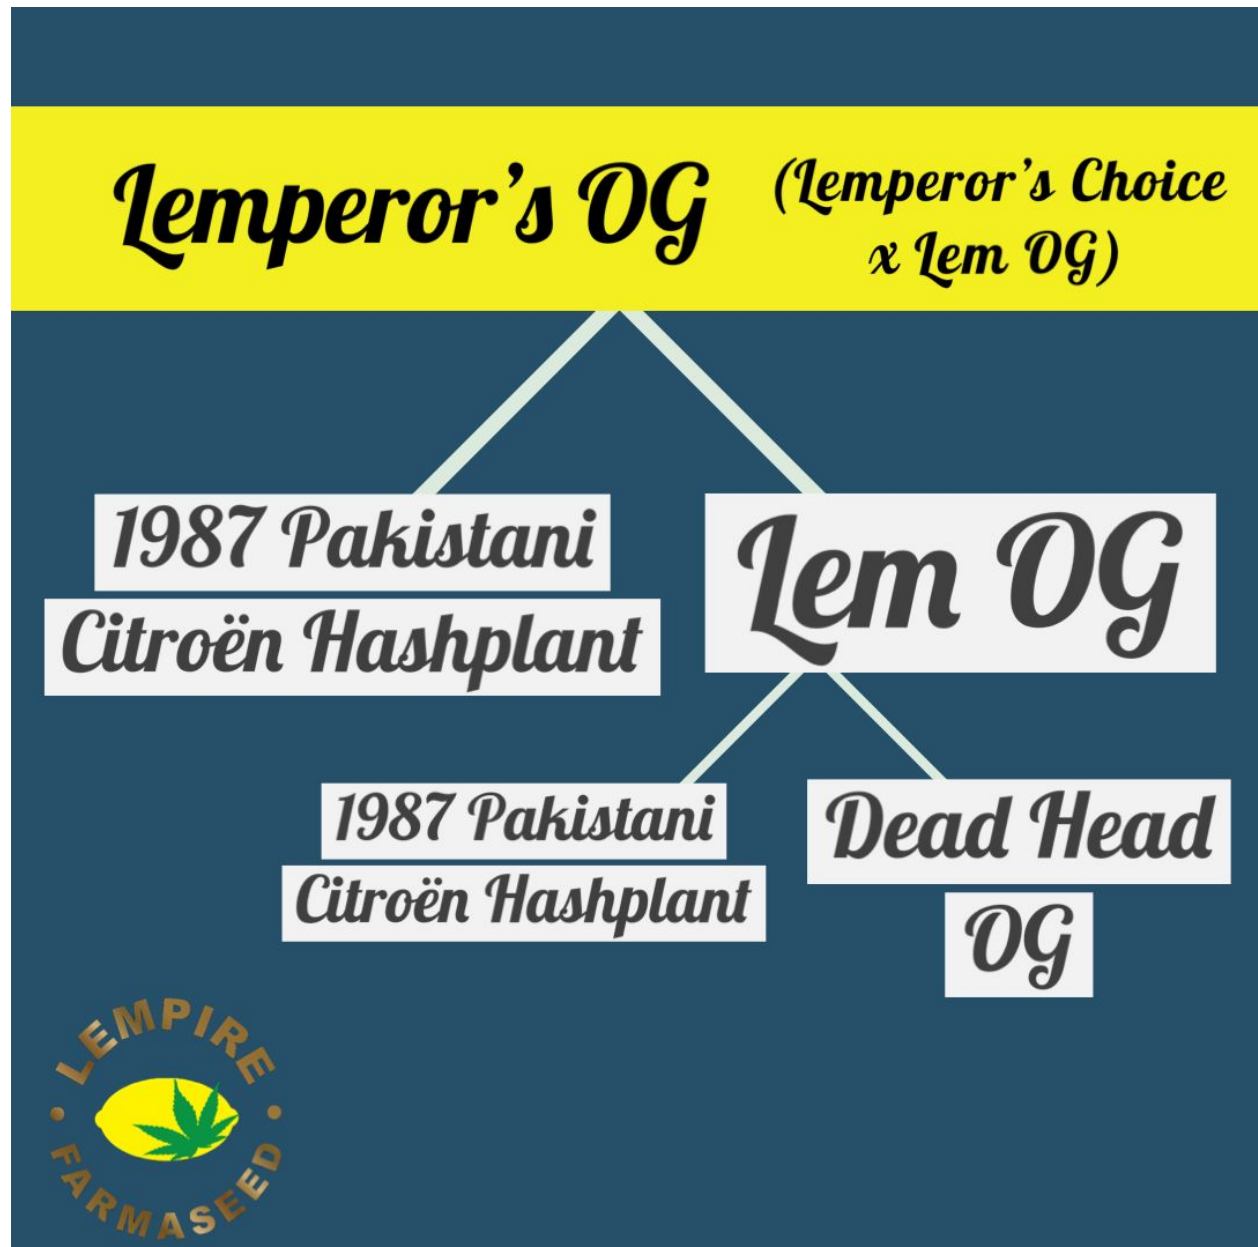 Lemperor's OG
(Lemperor's Choice
x Lem OG)
1987 Pakistani
Citroën Hashplant
Lem OG
1987 Pakistani
Citroën Hashplant
Dead Head
OG
LEMPIRE
FARMASEED